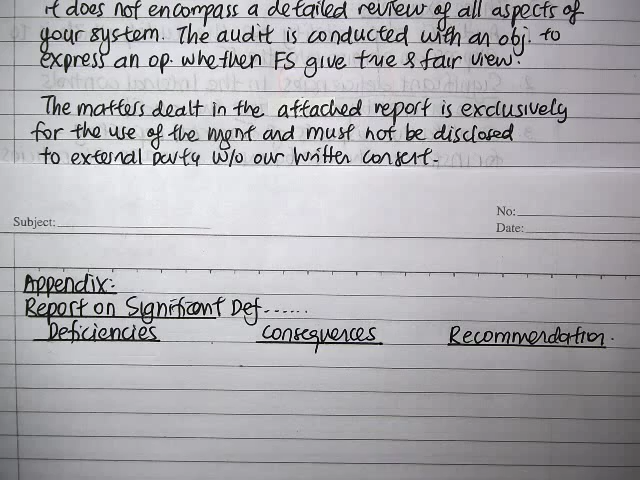 it does not encompass a detailed review of all aspects of
your system. The audit is conducted with an obj. to
express an op. whether FS give true & fair view.
The matters dealt in the attached report is exclusively
for the use of the mgnt and must not be disclosed
to external party w/o our written consent.
No:
Subject:
Date:
Appendix:
Report on Significant Def......
Deficiencies Consequences Recommendation.